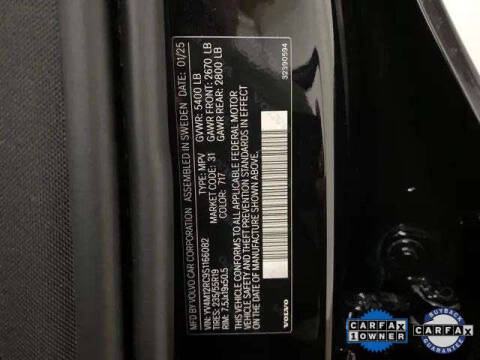 MFD BY VOLVO CAR CORPORATION
ASSEMBLED IN SWEDEN DATE: 01/25
VIN: YV4M12RC9S1166082
TYPE: MPV
GVWR: 5400 LB
TIRES: 235/55R19
MARKET CODE: 31
GAWR FRONT: 2670 LB
RIM: 7.5Jx19x50.5
COLOR: 717
GAWR REAR: 2800 LB
THIS VEHICLE CONFORMS TO ALL APPLICABLE FEDERAL MOTOR
VEHICLE SAFETY AND THEFT PREVENTION STANDARDS IN EFFECT
ON THE DATE OF MANUFACTURE SHOWN ABOVE.
VOLVO
32390594
CARFAX
1 OWNER
BUYBACK
CARFAX
GUARANTEE